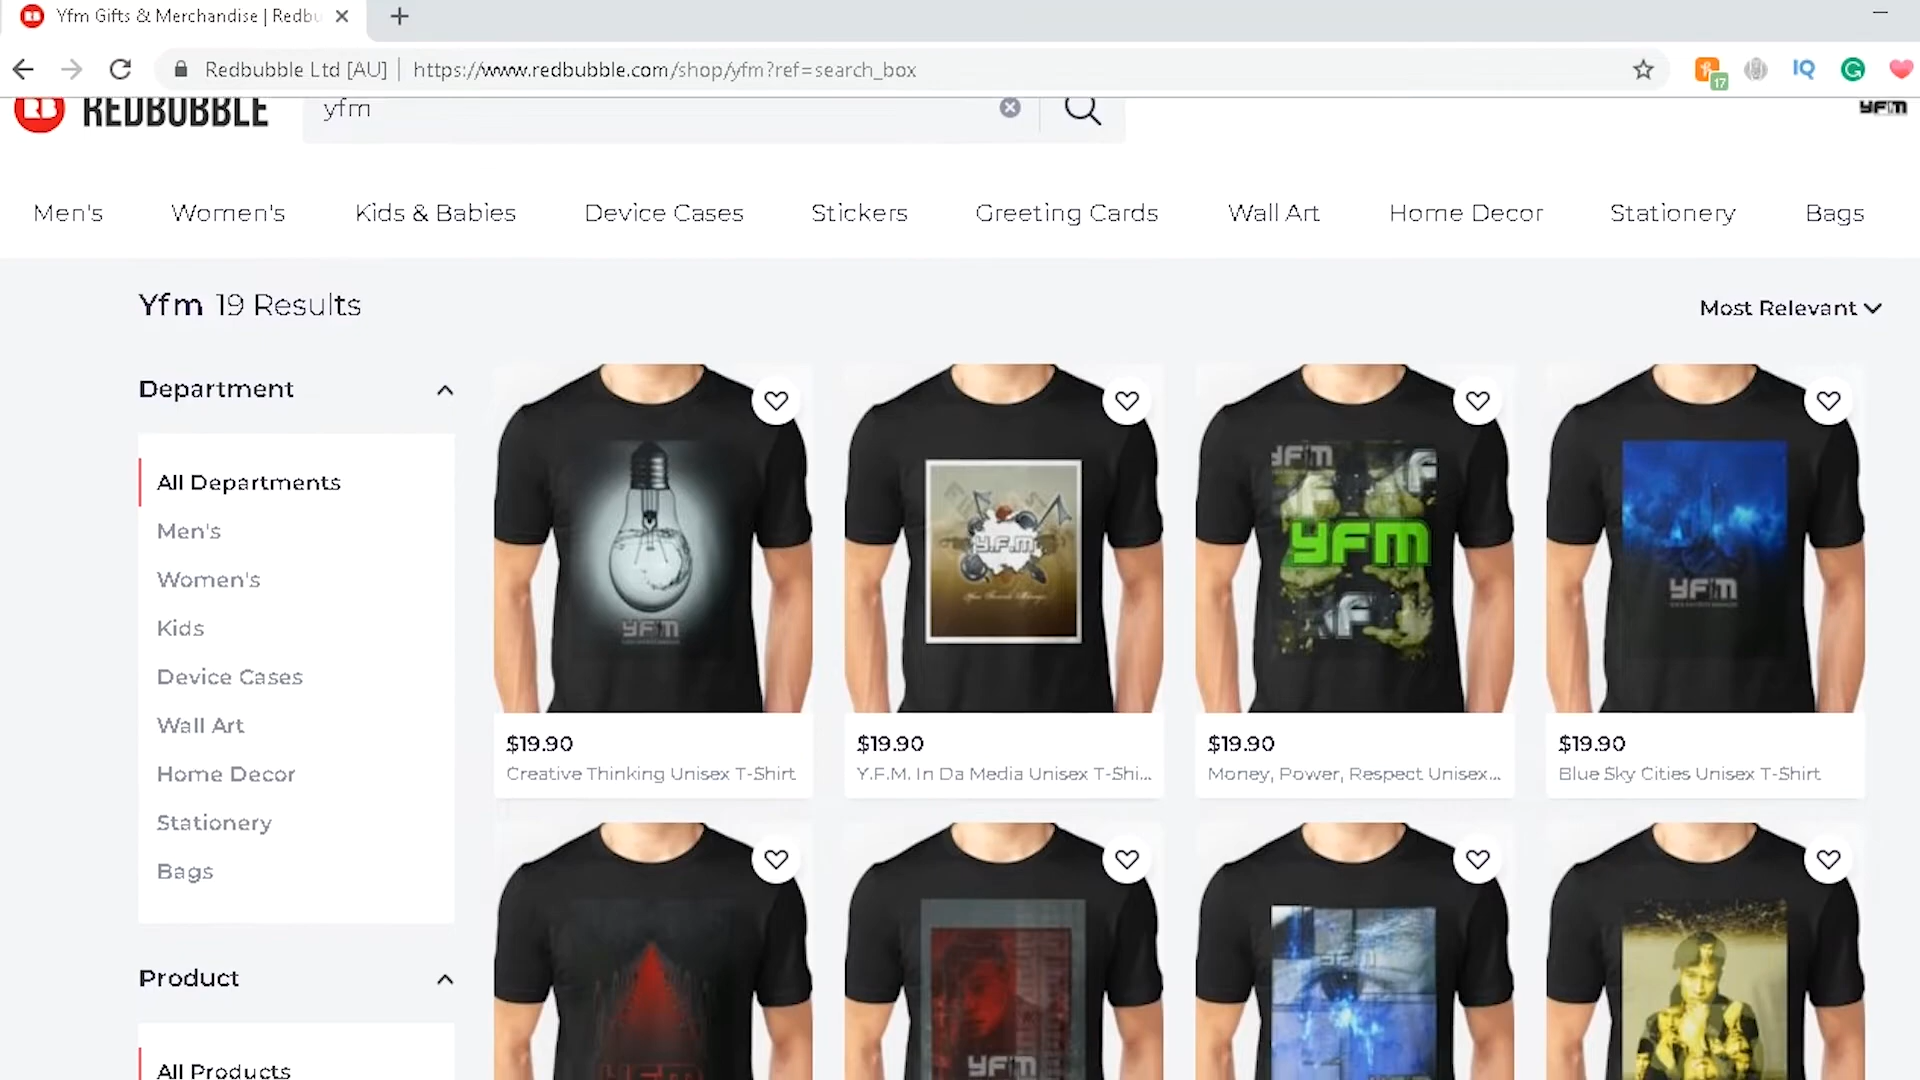 Yfm Gifts & Merchandise | Redbu
Redbubble Ltd [AU] | https://www.redbubble.com/shop/yfm?ref=search_box
17
IQ
REDBUBBLE
yfm
YFM
Men's Women's Kids & Babies Device Cases Stickers Greeting Cards Wall Art Home Decor Stationery Bags
Yfm 19 Results
Most Relevant
Department
All Departments
Men's
Women's
Kids
Device Cases
Wall Art
Home Decor
Stationery
Bags
Product
All Products
YFM
Y.F.M
YFM
YFM
YFM
$19.90
Creative Thinking Unisex T-Shirt
$19.90
Y.F.M. In Da Media Unisex T-Shi...
$19.90
Money, Power, Respect Unisex...
$19.90
Blue Sky Cities Unisex T-Shirt
YFM
YFM
YFM